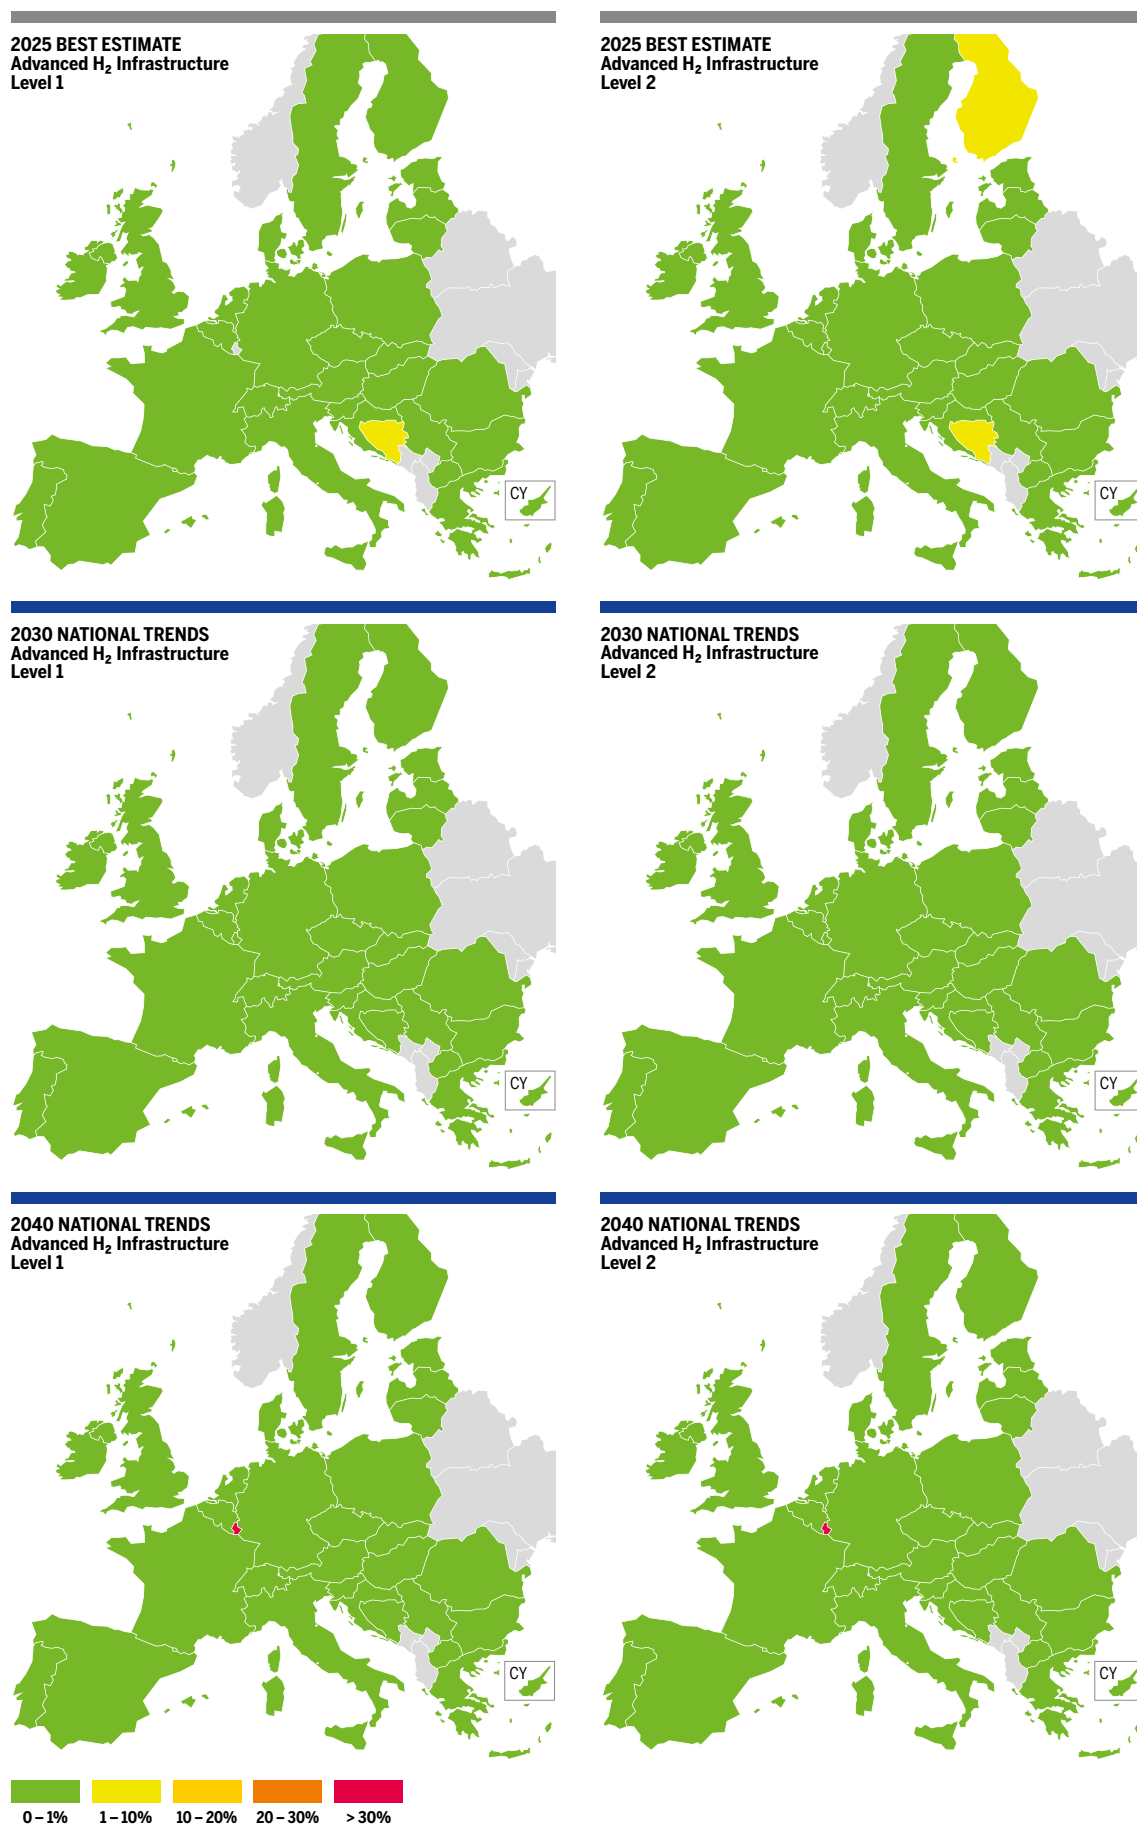 2025 BEST ESTIMATE
Advanced H₂ Infrastructure
Level 1
2025 BEST ESTIMATE
Advanced H₂ Infrastructure
Level 2
CY
CY
2030 NATIONAL TRENDS
Advanced H₂ Infrastructure
Level 1
2030 NATIONAL TRENDS
Advanced H₂ Infrastructure
Level 2
CY
CY
2040 NATIONAL TRENDS
Advanced H₂ Infrastructure
Level 1
2040 NATIONAL TRENDS
Advanced H₂ Infrastructure
Level 2
CY
CY
0 – 1% 1 – 10% 10 – 20% 20 – 30% > 30%